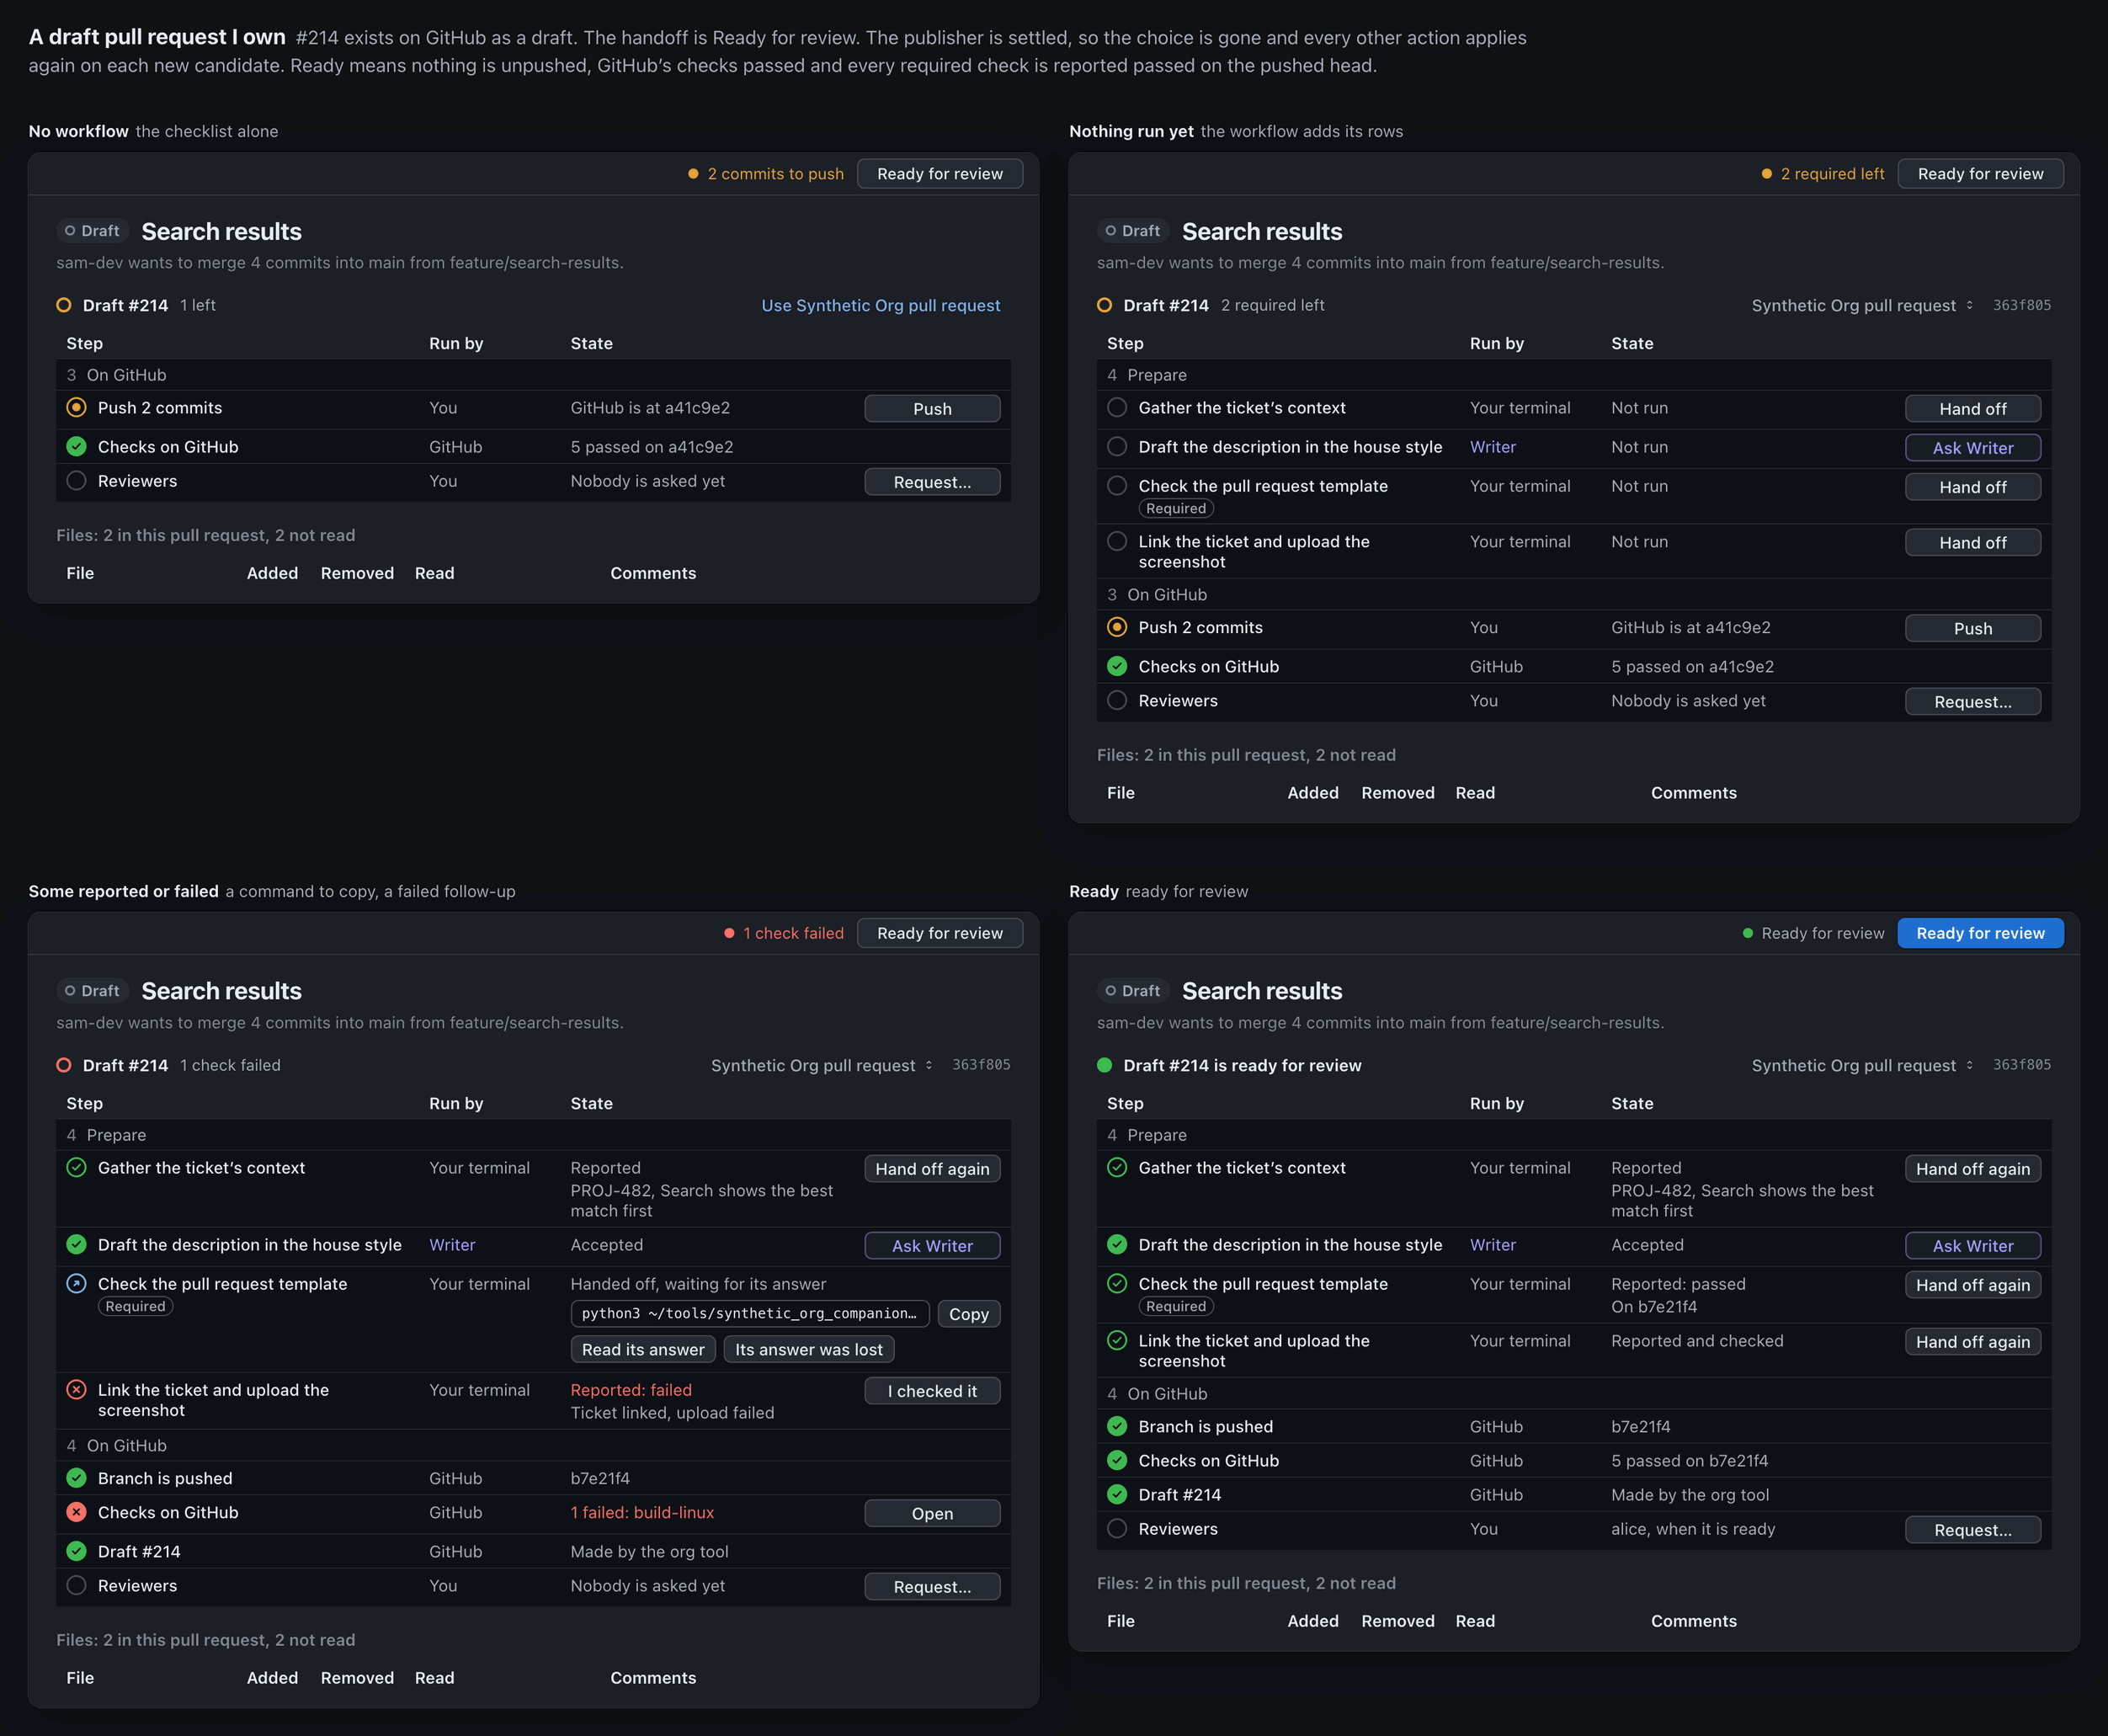 A draft pull request I own #214 exists on GitHub as a draft. The handoff is Ready for review. The publisher is settled, so the choice is gone and every other action applies
again on each new candidate. Ready means nothing is unpushed, GitHub’s checks passed and every required check is reported passed on the pushed head.
No workflow the checklist alone
2 commits to push Ready for review
Draft Search results
sam-dev wants to merge 4 commits into main from feature/search-results.
Draft #214 1 left Use Synthetic Org pull request
Step Run by State
3 On GitHub
Push 2 commits You GitHub is at a41c9e2 Push
Checks on GitHub GitHub 5 passed on a41c9e2
Reviewers You Nobody is asked yet Request...
Files: 2 in this pull request, 2 not read
File Added Removed Read Comments
Nothing run yet the workflow adds its rows
2 required left Ready for review
Draft Search results
sam-dev wants to merge 4 commits into main from feature/search-results.
Draft #214 2 required left Synthetic Org pull request 363f805
Step Run by State
4 Prepare
Gather the ticket’s context Your terminal Not run Hand off
Draft the description in the house style Writer Not run Ask Writer
Check the pull request template Your terminal Not run Hand off
Required
Link the ticket and upload the Your terminal Not run Hand off
screenshot
3 On GitHub
Push 2 commits You GitHub is at a41c9e2 Push
Checks on GitHub GitHub 5 passed on a41c9e2
Reviewers You Nobody is asked yet Request...
Files: 2 in this pull request, 2 not read
File Added Removed Read Comments
Some reported or failed a command to copy, a failed follow-up
1 check failed Ready for review
Draft Search results
sam-dev wants to merge 4 commits into main from feature/search-results.
Draft #214 1 check failed Synthetic Org pull request 363f805
Step Run by State
4 Prepare
Gather the ticket’s context Your terminal Reported Hand off again
PROJ-482, Search shows the best
match first
Draft the description in the house style Writer Accepted Ask Writer
Check the pull request template Your terminal Handed off, waiting for its answer
Required python3 ~/tools/synthetic_org_companion… Copy
Read its answer Its answer was lost
Link the ticket and upload the Your terminal Reported: failed I checked it
screenshot Ticket linked, upload failed
4 On GitHub
Branch is pushed GitHub b7e21f4
Checks on GitHub GitHub 1 failed: build-linux Open
Draft #214 GitHub Made by the org tool
Reviewers You Nobody is asked yet Request...
Files: 2 in this pull request, 2 not read
File Added Removed Read Comments
Ready ready for review
Ready for review Ready for review
Draft Search results
sam-dev wants to merge 4 commits into main from feature/search-results.
Draft #214 is ready for review Synthetic Org pull request 363f805
Step Run by State
4 Prepare
Gather the ticket’s context Your terminal Reported Hand off again
PROJ-482, Search shows the best
match first
Draft the description in the house style Writer Accepted Ask Writer
Check the pull request template Your terminal Reported: passed Hand off again
Required On b7e21f4
Link the ticket and upload the Your terminal Reported and checked Hand off again
screenshot
4 On GitHub
Branch is pushed GitHub b7e21f4
Checks on GitHub GitHub 5 passed on b7e21f4
Draft #214 GitHub Made by the org tool
Reviewers You alice, when it is ready Request...
Files: 2 in this pull request, 2 not read
File Added Removed Read Comments